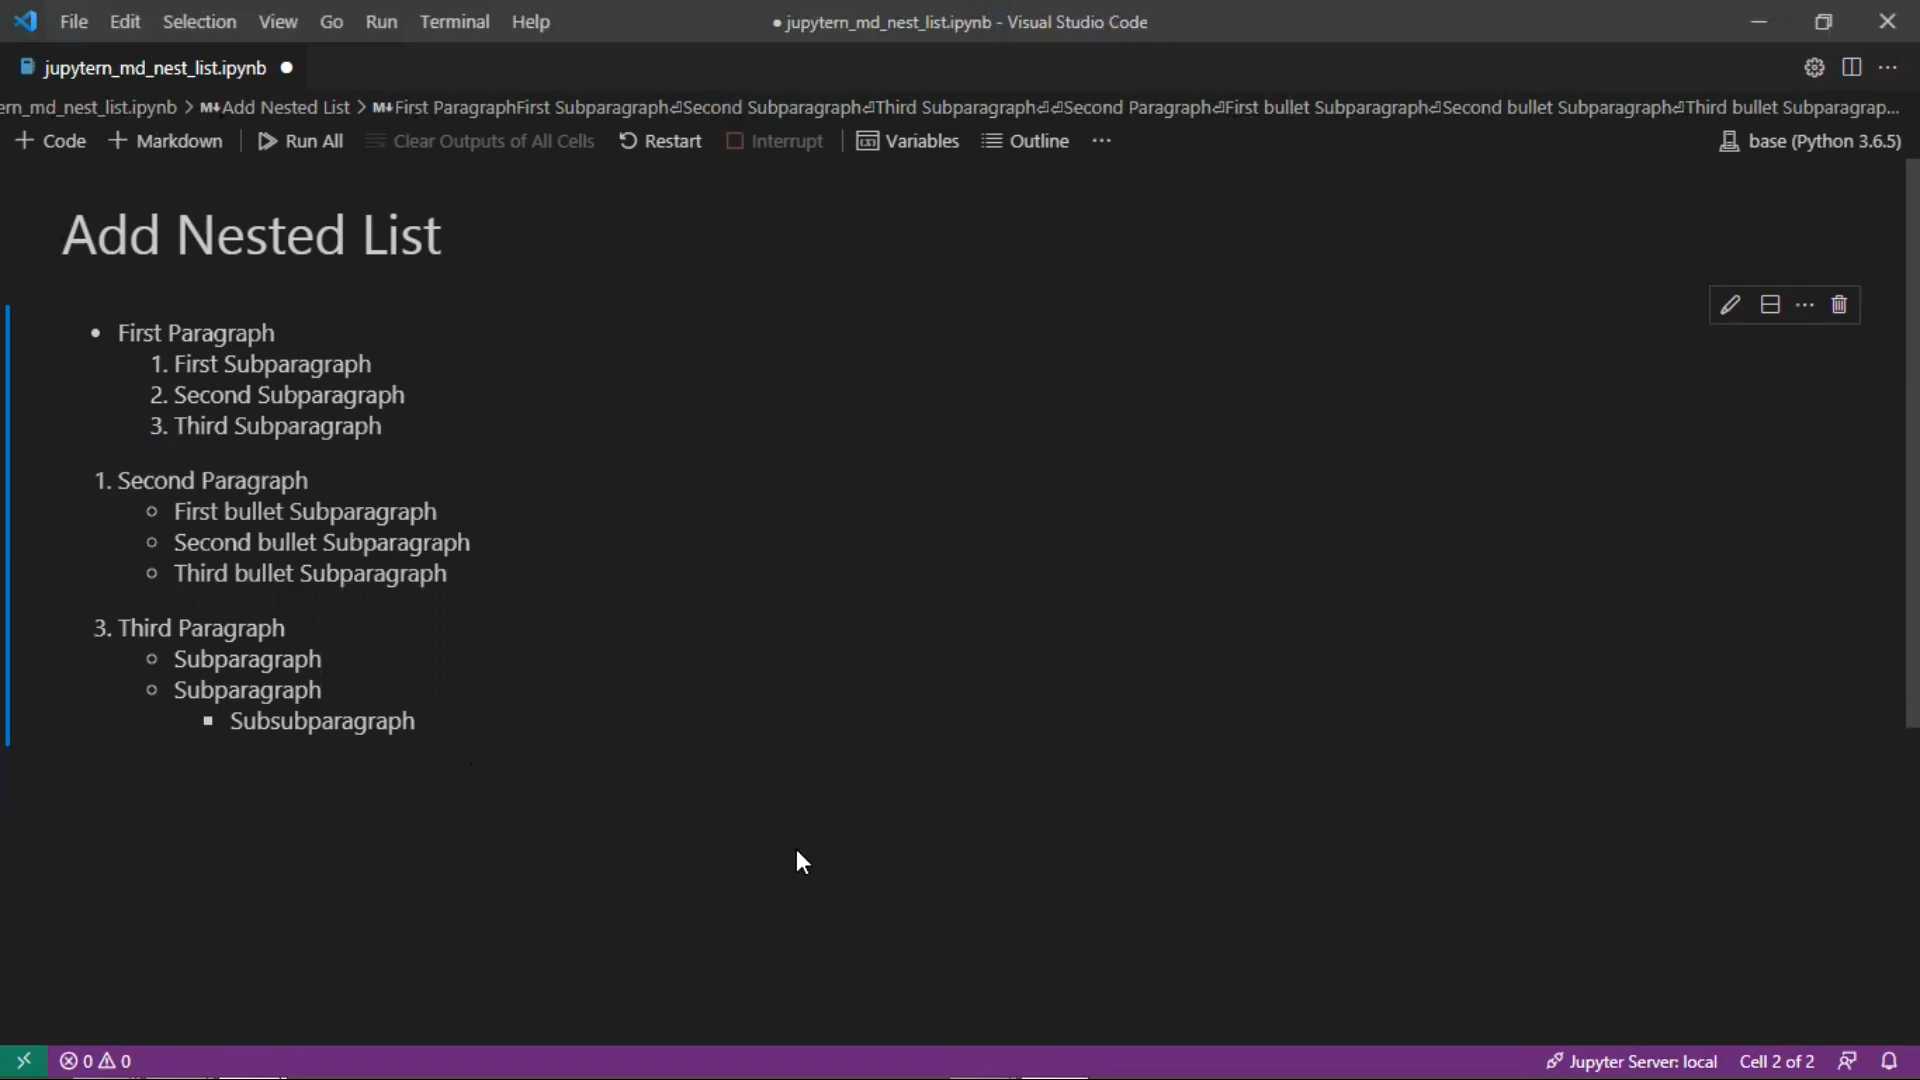 File Edit Selection View Go Run Terminal Help ● jupytern_md_nest_list.ipynb - Visual Studio Code
jupytern_md_nest_list.ipynb ●
ern_md_nest_list.ipynb > M↓Add Nested List > M↓First ParagraphFirst Subparagraph⏎Second Subparagraph⏎Third Subparagraph⏎⏎Second Paragraph⏎First bullet Subparagraph⏎Second bullet Subparagraph⏎Third bullet Subparagrap...
+ Code + Markdown Run All Clear Outputs of All Cells Restart Interrupt Variables Outline ... base (Python 3.6.5)
Add Nested List
• First Paragraph
1. First Subparagraph
2. Second Subparagraph
3. Third Subparagraph
1. Second Paragraph
○ First bullet Subparagraph
○ Second bullet Subparagraph
○ Third bullet Subparagraph
3. Third Paragraph
○ Subparagraph
○ Subparagraph
▪ Subsubparagraph
0 0 Jupyter Server: local Cell 2 of 2